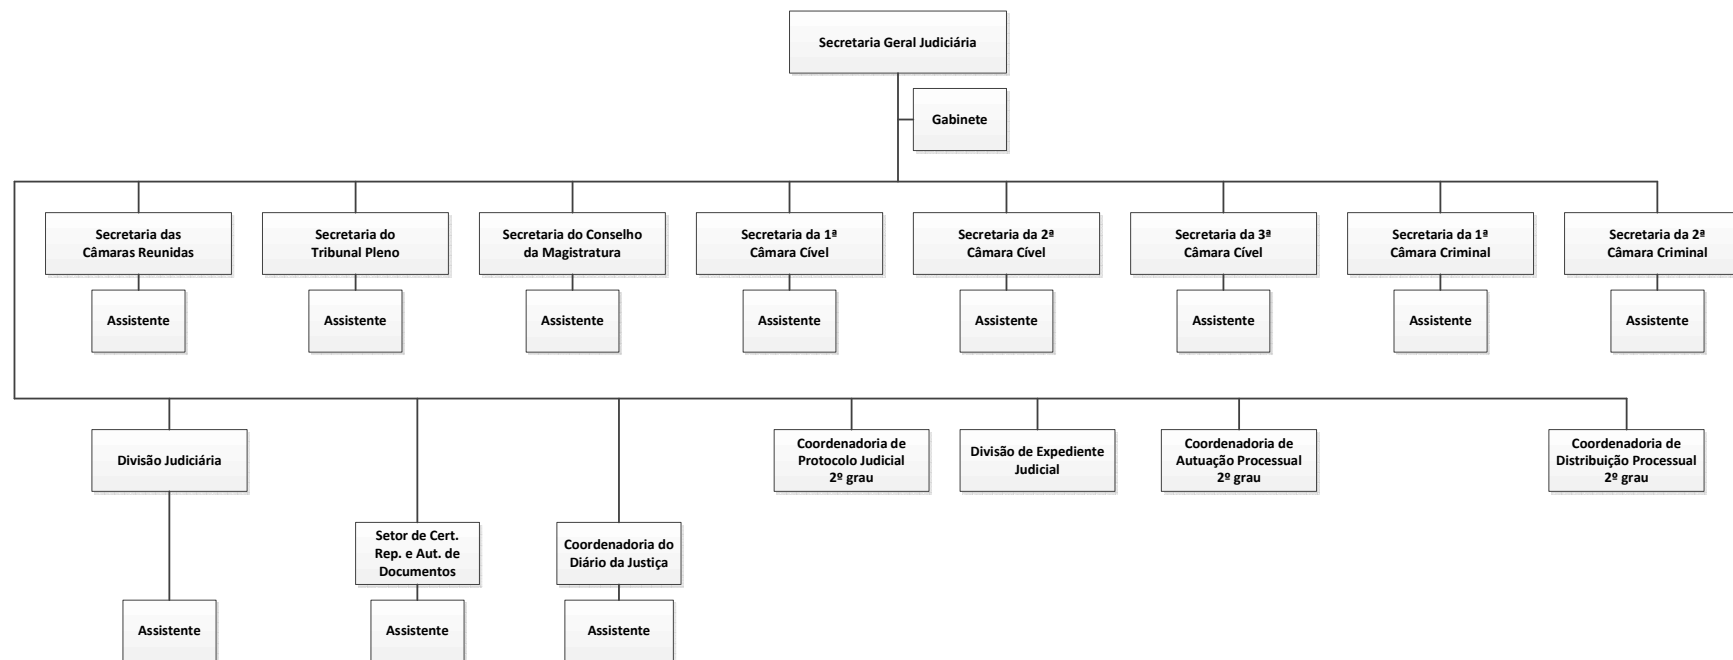 Secretaria Geral Judiciária
Gabinete
Secretaria das
Câmaras Reunidas
Secretaria do
Tribunal Pleno
Secretaria do Conselho
da Magistratura
Secretaria da 1ª
Câmara Cível
Secretaria da 2ª
Câmara Cível
Secretaria da 3ª
Câmara Cível
Secretaria da 1ª
Câmara Criminal
Secretaria da 2ª
Câmara Criminal
Assistente
Assistente
Assistente
Assistente
Assistente
Assistente
Assistente
Assistente
Divisão Judiciária
Coordenadoria de
Protocolo Judicial
2º grau
Divisão de Expediente
Judicial
Coordenadoria de
Autuação Processual
2º grau
Coordenadoria de
Distribuição Processual
2º grau
Setor de Cert.
Rep. e Aut. de
Documentos
Coordenadoria do
Diário da Justiça
Assistente
Assistente
Assistente